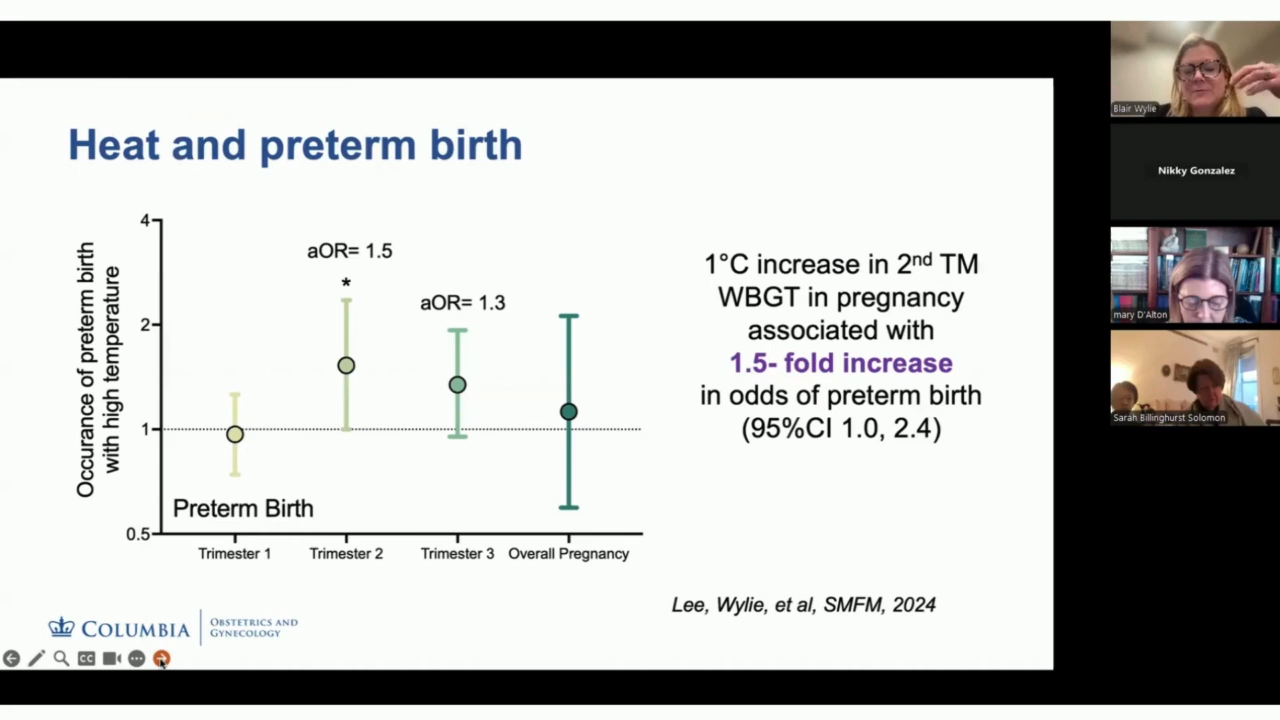 Heat and preterm birth
Occurance of preterm birth
with high temperature
4
2
1
0.5
aOR= 1.5
*
aOR= 1.3
Preterm Birth
Trimester 1
Trimester 2
Trimester 3
Overall Pregnancy
1°C increase in 2nd TM
WBGT in pregnancy
associated with
1.5- fold increase
in odds of preterm birth
(95%CI 1.0, 2.4)
Lee, Wylie, et al, SMFM, 2024
COLUMBIA
OBSTETRICS AND
GYNECOLOGY
CC
Blair Wylie
Nikky Gonzalez
mary D'Alton
Sarah Billinghurst Solomon